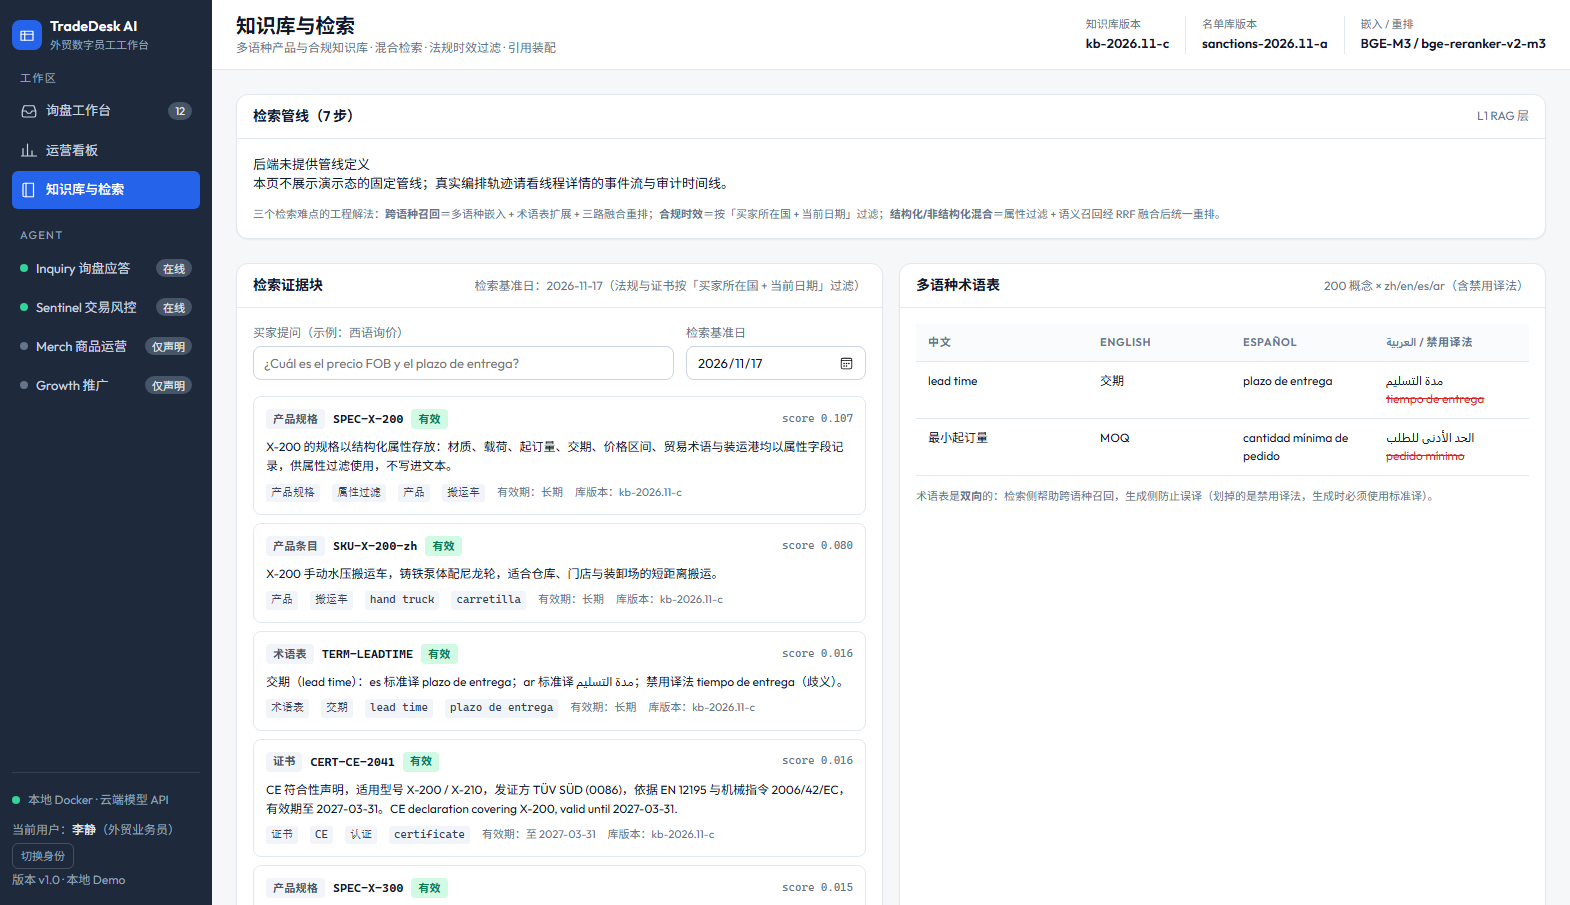 TradeDesk AI
外贸数字员工工作台
工作区
询盘工作台 12
运营看板
知识库与检索
AGENT
Inquiry 询盘应答 在线
Sentinel 交易风控 在线
Merch 商品运营 仅声明
Growth 推广 仅声明
本地 Docker · 云端模型 API
当前用户：李静（外贸业务员）
切换身份
版本 v1.0 · 本地 Demo
知识库与检索
多语种产品与合规知识库 · 混合检索 · 法规时效过滤 · 引用装配
知识库版本
kb-2026.11-c
名单库版本
sanctions-2026.11-a
嵌入 / 重排
BGE-M3 / bge-reranker-v2-m3
检索管线（7 步）
L1 RAG 层
后端未提供管线定义
本页不展示演示态的固定管线；真实编排轨迹请看线程详情的事件流与审计时间线。
三个检索难点的工程解法：跨语种召回＝多语种嵌入 + 术语表扩展 + 三路融合重排；合规时效＝按「买家所在国 + 当前日期」过滤；结构化/非结构化混合＝属性过滤 + 语义召回经 RRF 融合后统一重排。
检索证据块
检索基准日：2026-11-17（法规与证书按「买家所在国 + 当前日期」过滤）
买家提问（示例：西语询价）
¿Cuál es el precio FOB y el plazo de entrega?
检索基准日
2026/11/17
产品规格 SPEC-X-200 有效 score 0.107
X-200 的规格以结构化属性存放：材质、载荷、起订量、交期、价格区间、贸易术语与装运港均以属性字段记
录，供属性过滤使用，不写进文本。
产品规格 属性过滤 产品 搬运车 有效期：长期 库版本：kb-2026.11-c
产品条目 SKU-X-200-zh 有效 score 0.080
X-200 手动水压搬运车，铸铁泵体配尼龙轮，适合仓库、门店与装卸场的短距离搬运。
产品 搬运车 hand truck carretilla 有效期：长期 库版本：kb-2026.11-c
术语表 TERM-LEADTIME 有效 score 0.016
交期（lead time）：es 标准译 plazo de entrega；ar 标准译 مدة التسليم；禁用译法 tiempo de entrega（歧义）。
术语表 交期 lead time plazo de entrega 有效期：长期 库版本：kb-2026.11-c
证书 CERT-CE-2041 有效 score 0.016
CE 符合性声明，适用型号 X-200 / X-210，发证方 TÜV SÜD (0086)，依据 EN 12195 与机械指令 2006/42/EC，
有效期至 2027-03-31。CE declaration covering X-200, valid until 2027-03-31.
证书 CE 认证 certificate 有效期：至 2027-03-31 库版本：kb-2026.11-c
产品规格 SPEC-X-300 有效 score 0.015
多语种术语表
200 概念 × zh/en/es/ar（含禁用译法）
中文 ENGLISH ESPAÑOL العربية / 禁用译法
lead time 交期 plazo de entrega مدة التسليم
tiempo de entrega
最小起订量 MOQ cantidad mínima de pedido الحد الأدنى للطلب
pedido mínimo
术语表是双向的：检索侧帮助跨语种召回，生成侧防止误译（划掉的是禁用译法，生成时必须使用标准译）。